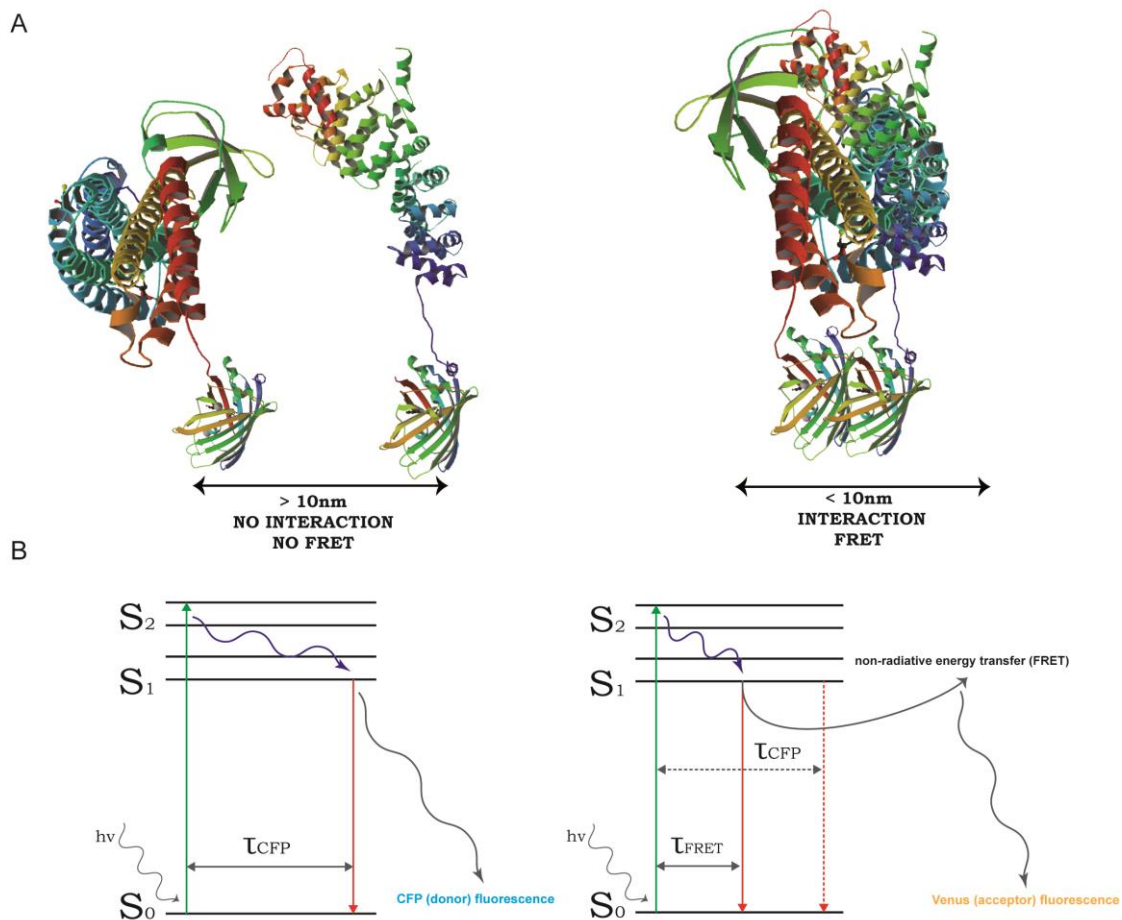 A
> 10nm
NO INTERACTION
NO FRET
< 10nm
INTERACTION
FRET
B
S2
S1
S0
hν
τCFP
CFP (donor) fluorescence
S2
S1
S0
hν
non-radiative energy transfer (FRET)
τCFP
τFRET
Venus (acceptor) fluorescence